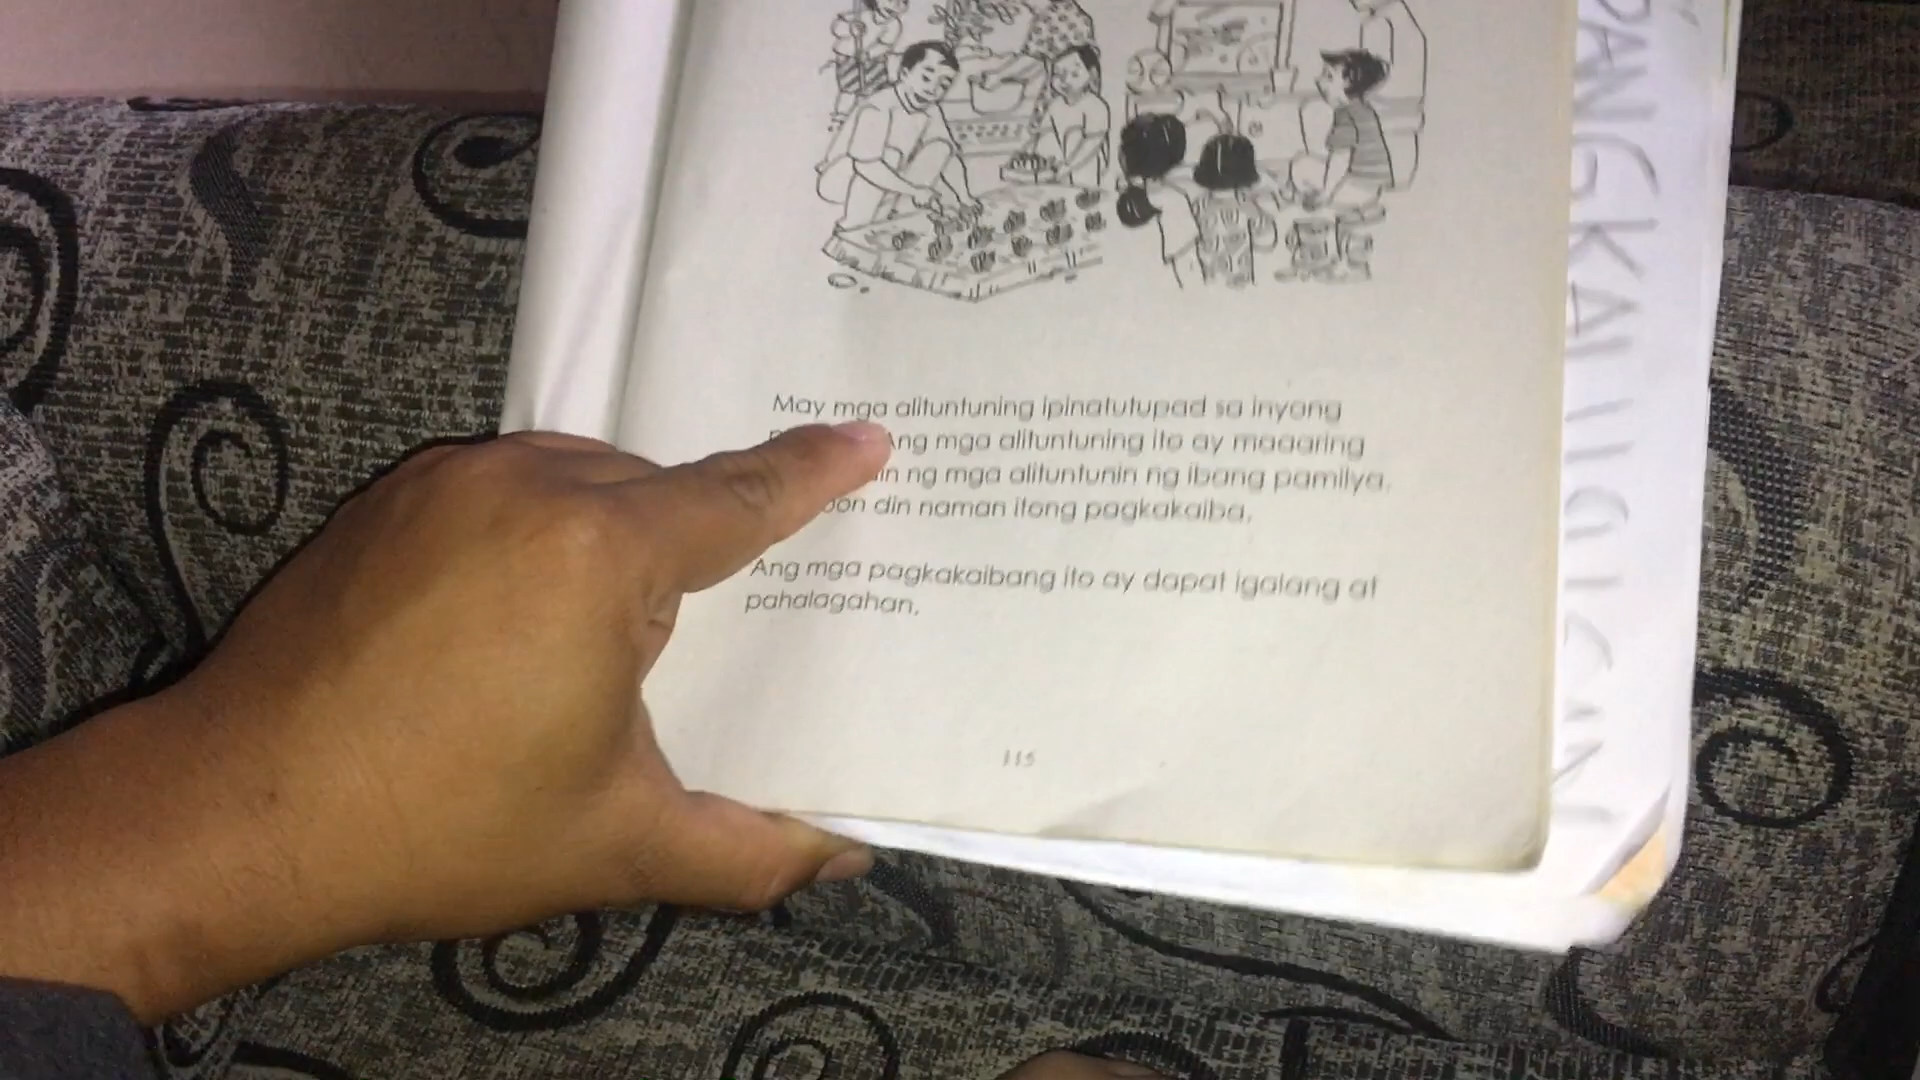 May mga alituntuning ipinatutupad sa inyong
Ang mga alituntuning ito ay maaaring
ng mga alituntunin ng ibang pamilya.
din naman itong pagkakaiba.
Ang mga pagkakaibang ito ay dapat igalang at
pahalagahan.
115